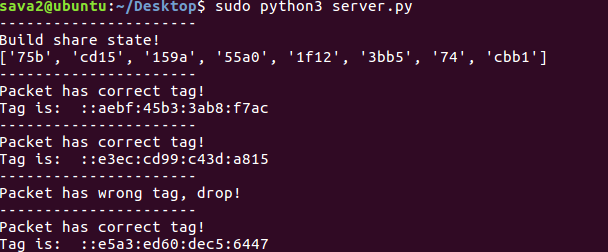 sava2@ubuntu:~/Desktop$ sudo python3 server.py
----------------------
Build share state!
['75b', 'cd15', '159a', '55a0', '1f12', '3bb5', '74', 'cbb1']
----------------------
Packet has correct tag!
Tag is:  ::aebf:45b3:3ab8:f7ac
----------------------
Packet has correct tag!
Tag is:  ::e3ec:cd99:c43d:a815
----------------------
Packet has wrong tag, drop!
----------------------
Packet has correct tag!
Tag is:  ::e5a3:ed60:dec5:6447